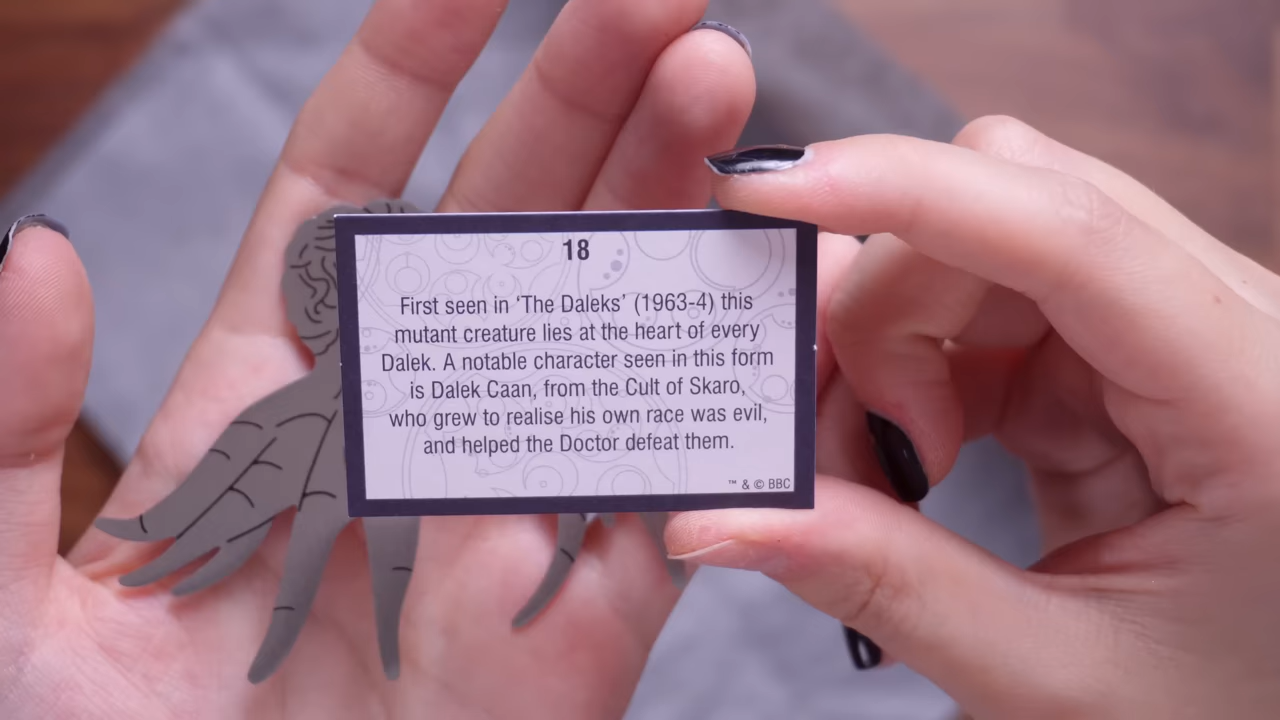 18
First seen in ‘The Daleks’ (1963-4) this
mutant creature lies at the heart of every
Dalek. A notable character seen in this form
is Dalek Caan, from the Cult of Skaro,
who grew to realise his own race was evil,
and helped the Doctor defeat them.
™ & © BBC